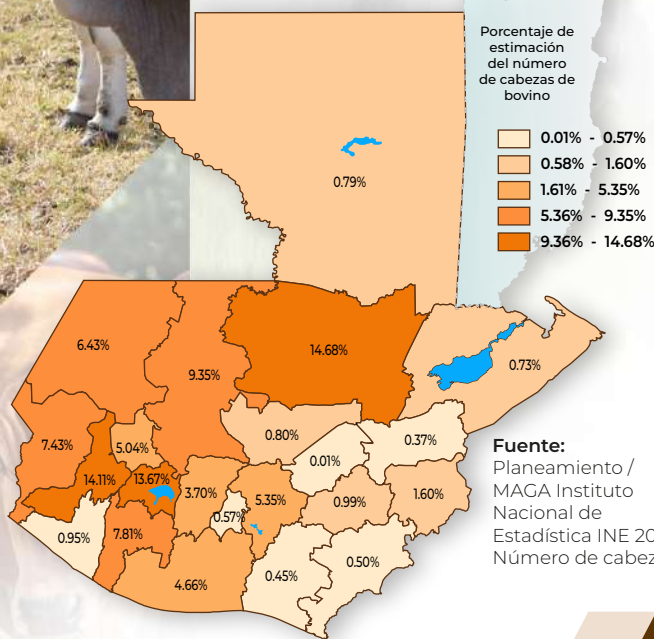 Porcentaje de
estimación
del número
de cabezas de
bovino
0.01% - 0.57%
0.58% - 1.60%
1.61% - 5.35%
5.36% - 9.35%
9.36% - 14.68%
0.79%
6.43%
9.35%
14.68%
0.73%
7.43%
5.04%
0.80%
0.37%
0.01%
14.11%
13.67%
3.70%
5.35%
0.99%
1.60%
0.57%
0.95%
7.81%
4.66%
0.45%
0.50%
Fuente:
Planeamiento /
MAGA Instituto
Nacional de
Estadística INE 20
Número de cabez